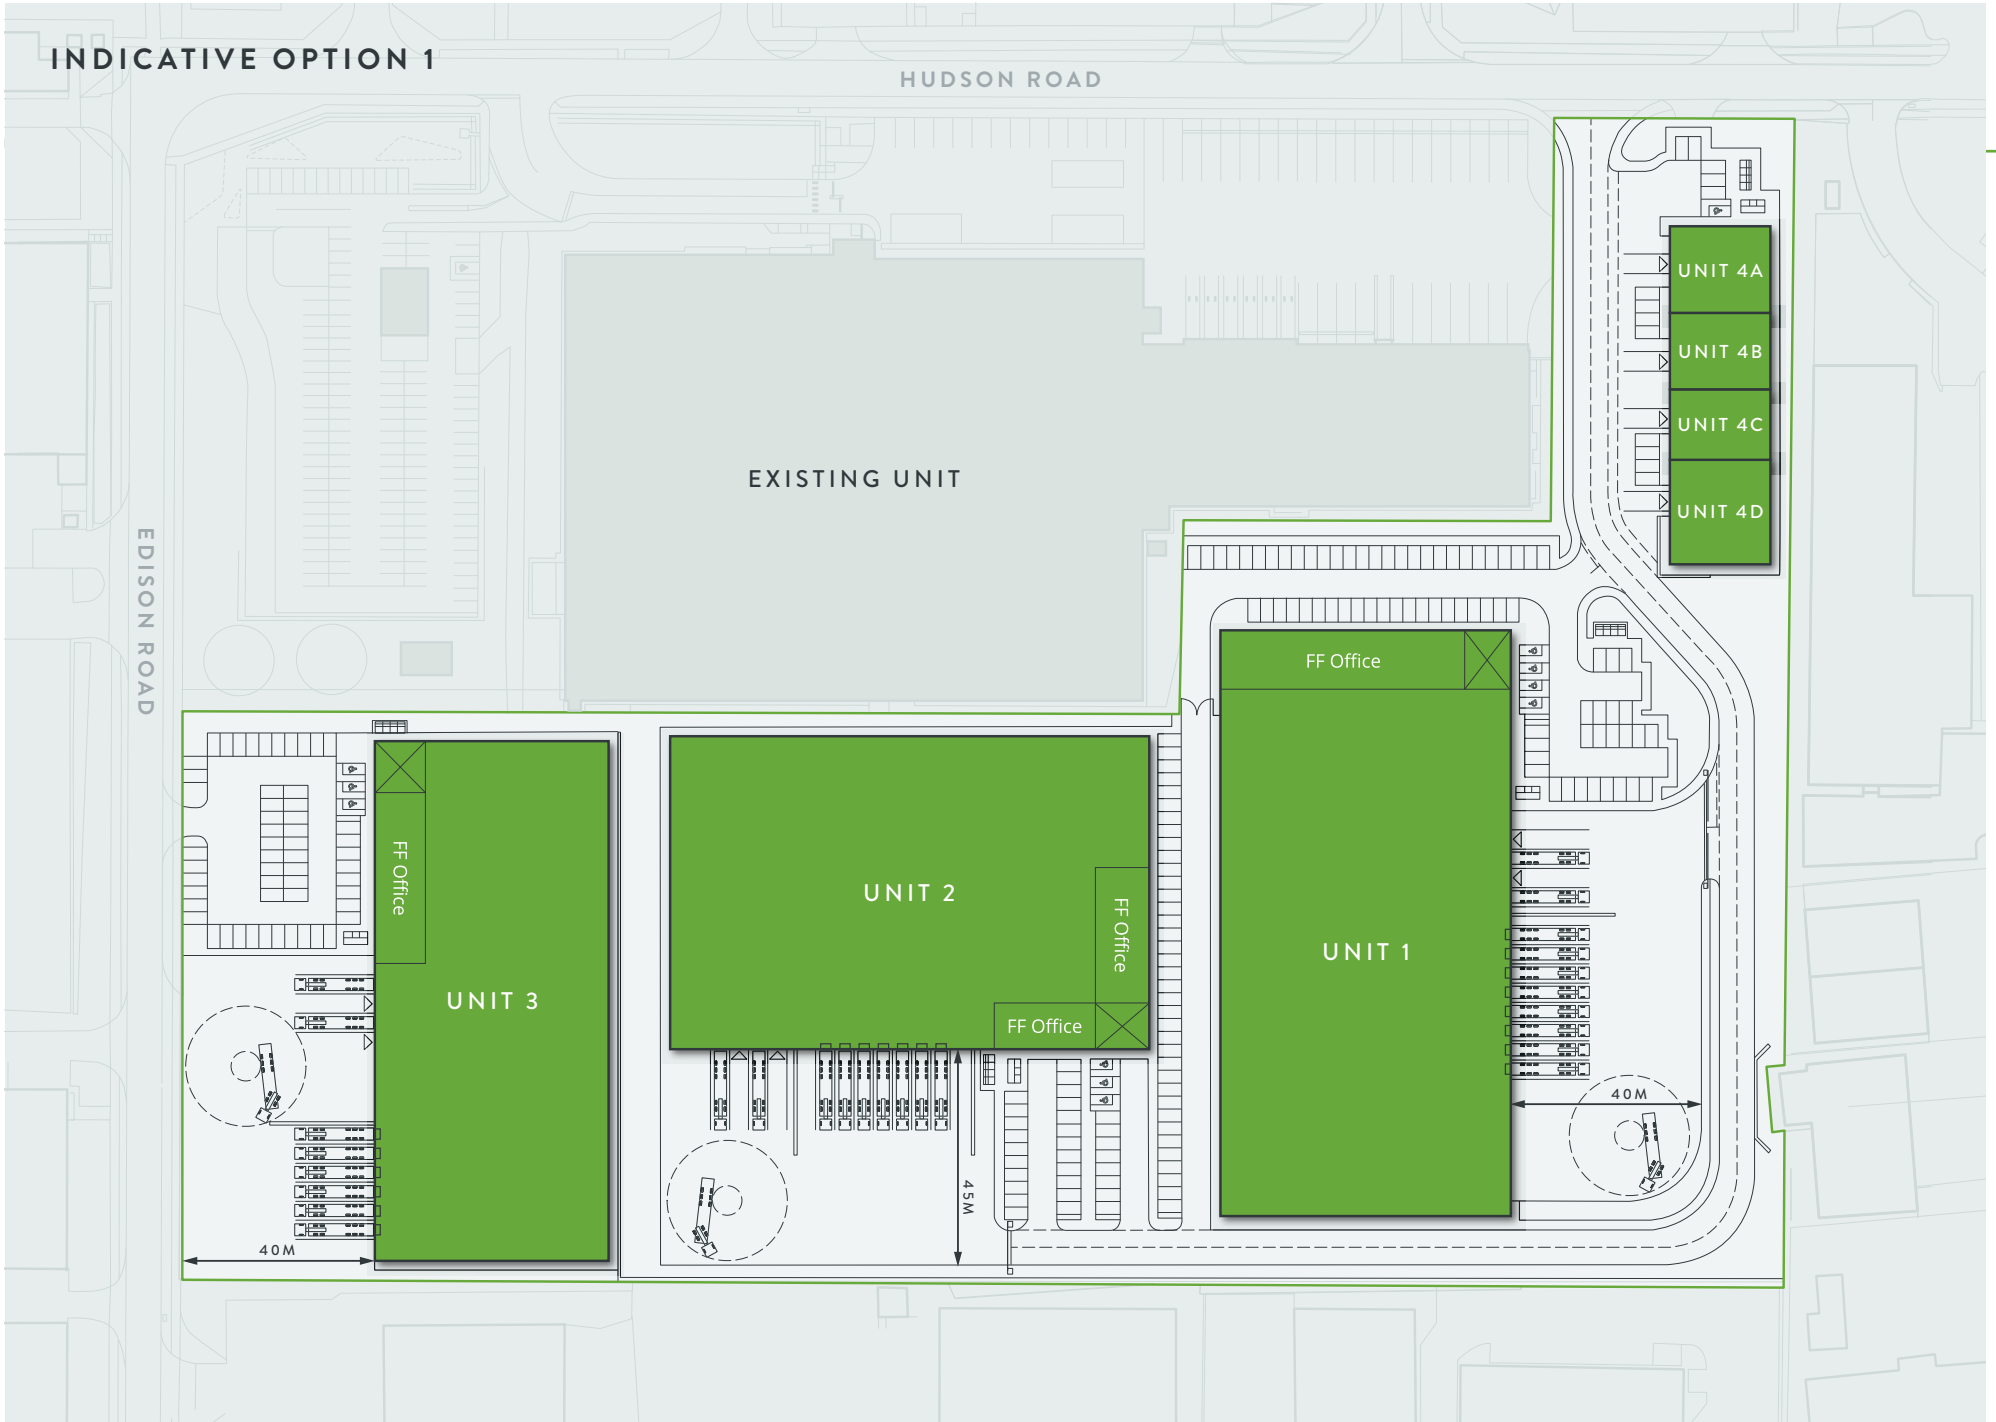 INDICATIVE OPTION 1
HUDSON ROAD
UNIT 4A
UNIT 4B
UNIT 4C
UNIT 4D
EXISTING UNIT
EDISON ROAD
FF Office
FF Office
UNIT 3
40M
UNIT 2
FF Office
FF Office
45M
UNIT 1
40M